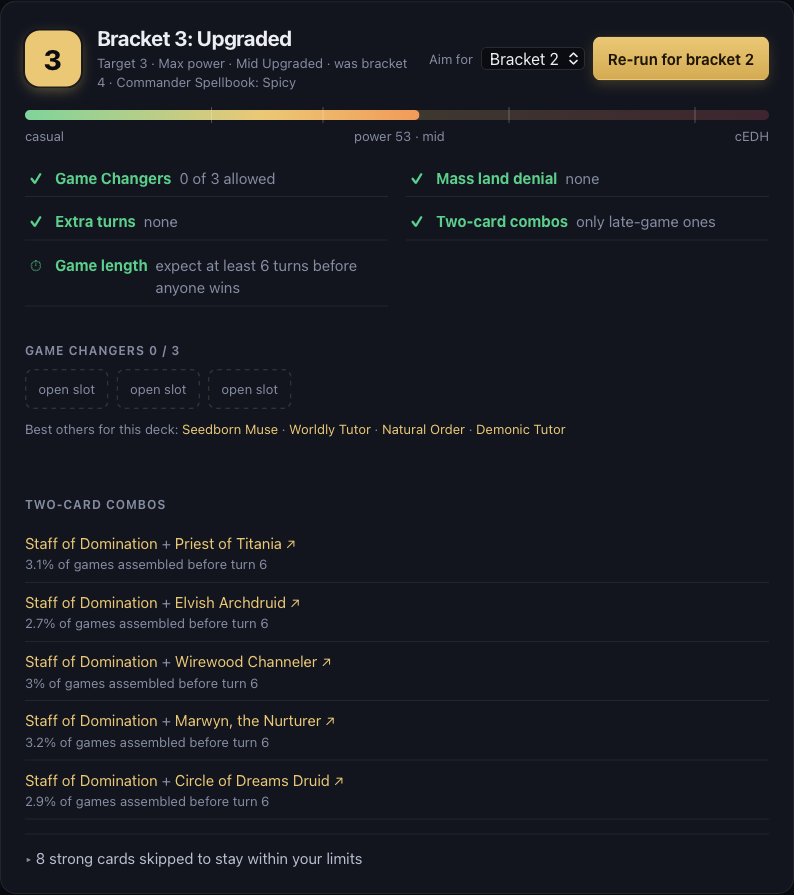 3
Bracket 3: Upgraded
Target 3 · Max power · Mid Upgraded · was bracket
4 · Commander Spellbook: Spicy
Aim for
Bracket 2
Re-run for bracket 2
casual
power 53 · mid
cEDH
Game Changers 0 of 3 allowed
Mass land denial none
Extra turns none
Two-card combos only late-game ones
Game length expect at least 6 turns before
anyone wins
GAME CHANGERS 0 / 3
open slot
open slot
open slot
Best others for this deck: Seedborn Muse · Worldly Tutor · Natural Order · Demonic Tutor
TWO-CARD COMBOS
Staff of Domination + Priest of Titania ↗
3.1% of games assembled before turn 6
Staff of Domination + Elvish Archdruid ↗
2.7% of games assembled before turn 6
Staff of Domination + Wirewood Channeler ↗
3% of games assembled before turn 6
Staff of Domination + Marwyn, the Nurturer ↗
3.2% of games assembled before turn 6
Staff of Domination + Circle of Dreams Druid ↗
2.9% of games assembled before turn 6
▸ 8 strong cards skipped to stay within your limits